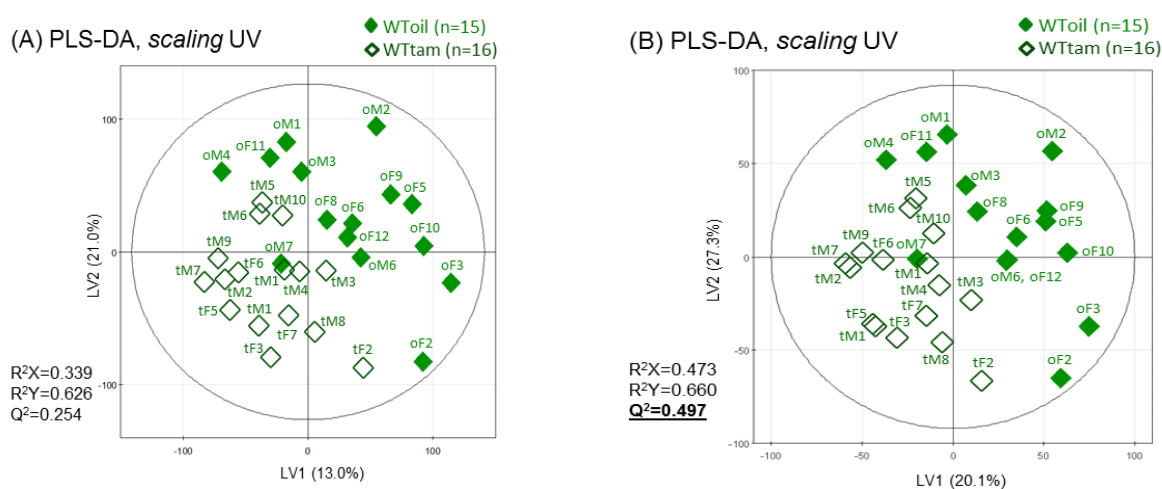 (A) PLS-DA, scaling UV
WToil (n=15)
WTtam (n=16)
100
0
-100
LV2 (21.0%)
oM2
oM1
oF11
oM3
oM4
tM5
tM10
tM6
oF9
oF5
oF8
oF6
oF12
oF10
tM9
oM7
oM6
tM7
tF6
oF3
tM1
tM3
tM4
tM2
tF5
tM1
tF7
tM8
tF3
tF2
oF2
R²X=0.339
R²Y=0.626
Q²=0.254
-100
0
100
LV1 (13.0%)
(B) PLS-DA, scaling UV
WToil (n=15)
WTtam (n=16)
100
50
0
-50
-100
LV2 (27.3%)
oM1
oF11
oM2
oM4
tM5
oM3
tM6
oF8
oF9
tM10
oF6
oF5
tM9
tF6
oM7
oF10
tM7
tM1
oM6, oF12
tM2
tM4
tM3
tF7
tF5
oF3
tM1
tF3
tM8
tF2
oF2
R²X=0.473
R²Y=0.660
Q²=0.497
-100
-50
0
50
100
LV1 (20.1%)